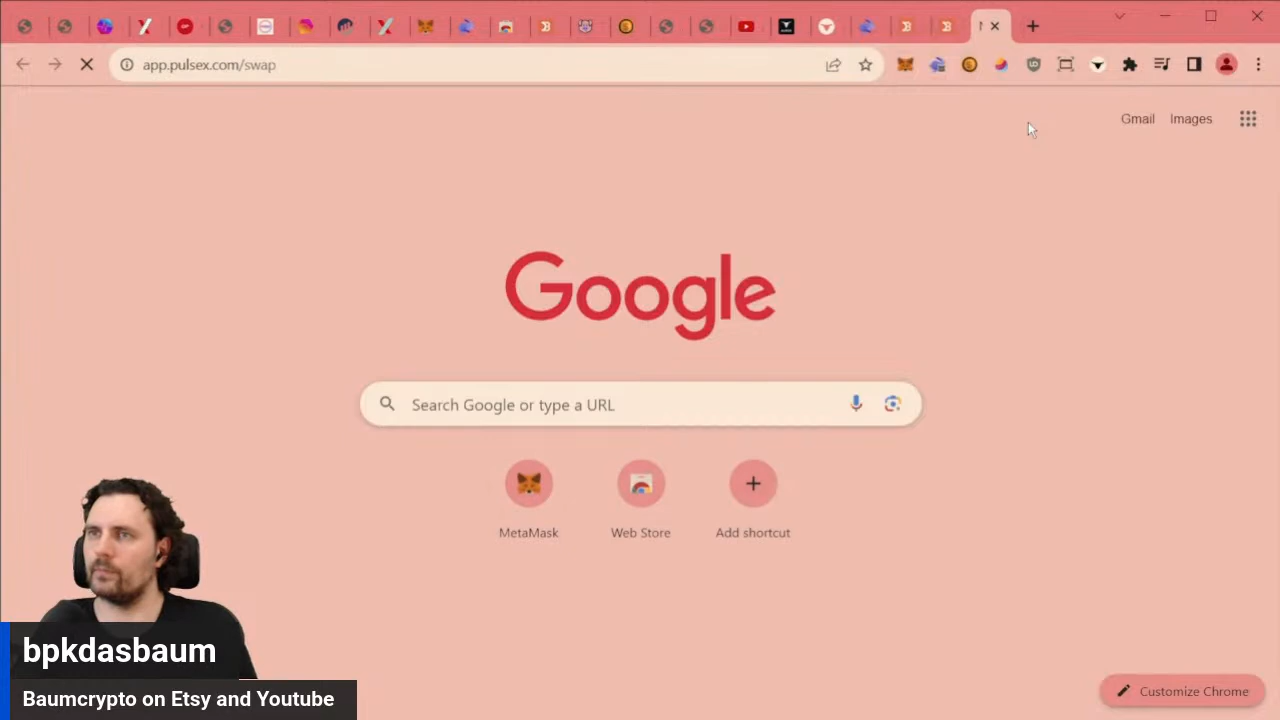 app.pulsex.com/swap
Gmail Images
Google
Search Google or type a URL
MetaMask Web Store Add shortcut
bpkdasbaum
Baumcrypto on Etsy and Youtube
Customize Chrome